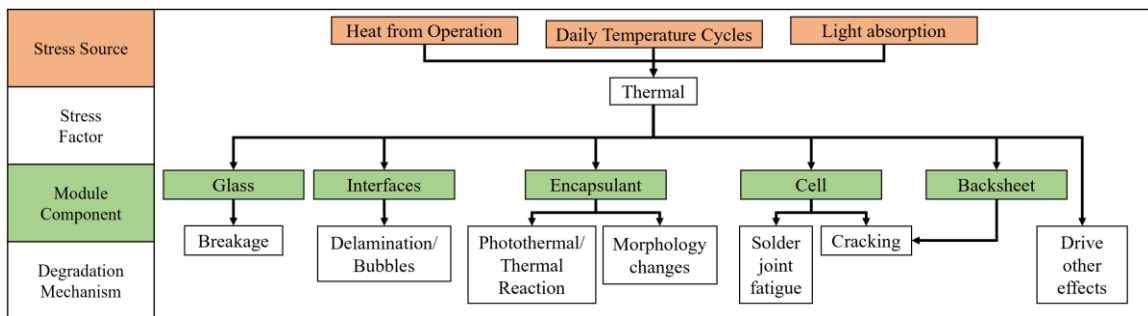 Stress Source
Heat from Operation
Daily Temperature Cycles
Light absorption
Stress
Factor
Thermal
Module
Component
Glass
Interfaces
Encapsulant
Cell
Backsheet
Degradation
Mechanism
Breakage
Delamination/
Bubbles
Photothermal/
Thermal
Reaction
Morphology
changes
Solder
joint
fatigue
Cracking
Drive
other
effects